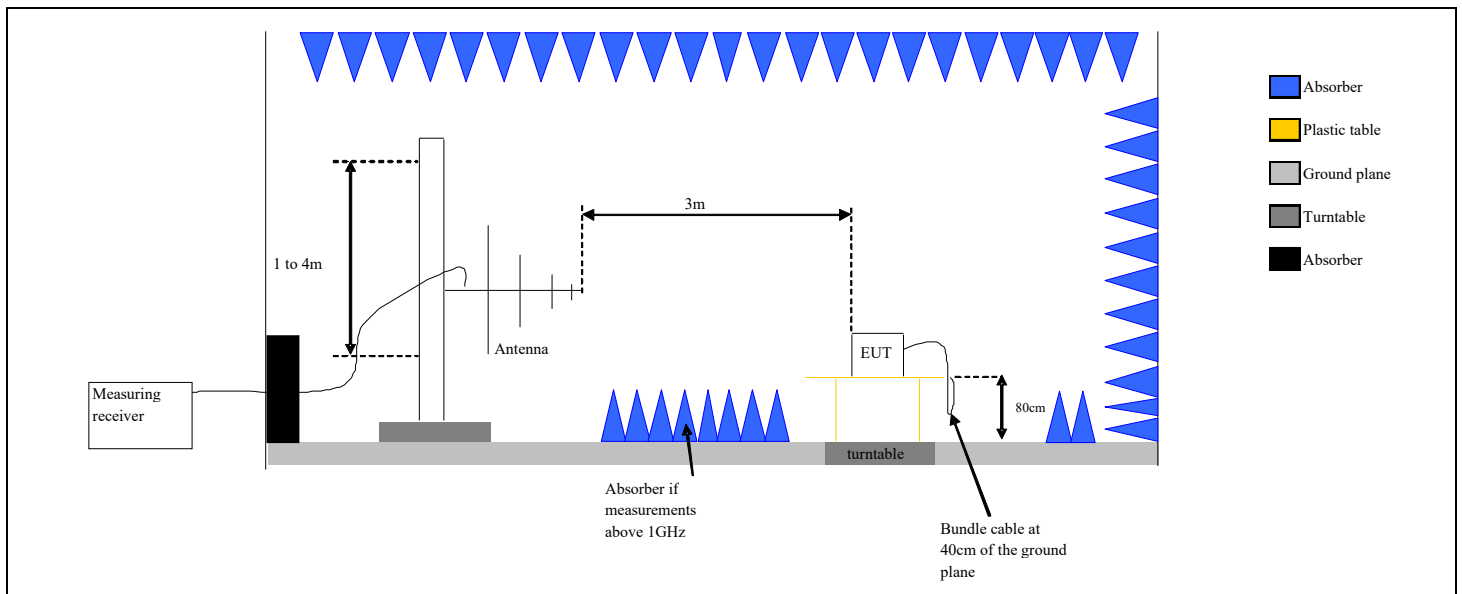 Absorber
Plastic table
Ground plane
Turntable
Absorber
3m
1 to 4m
Antenna
EUT
Measuring
receiver
80cm
turntable
Absorber if
measurements
above 1GHz
Bundle cable at
40cm of the ground
plane